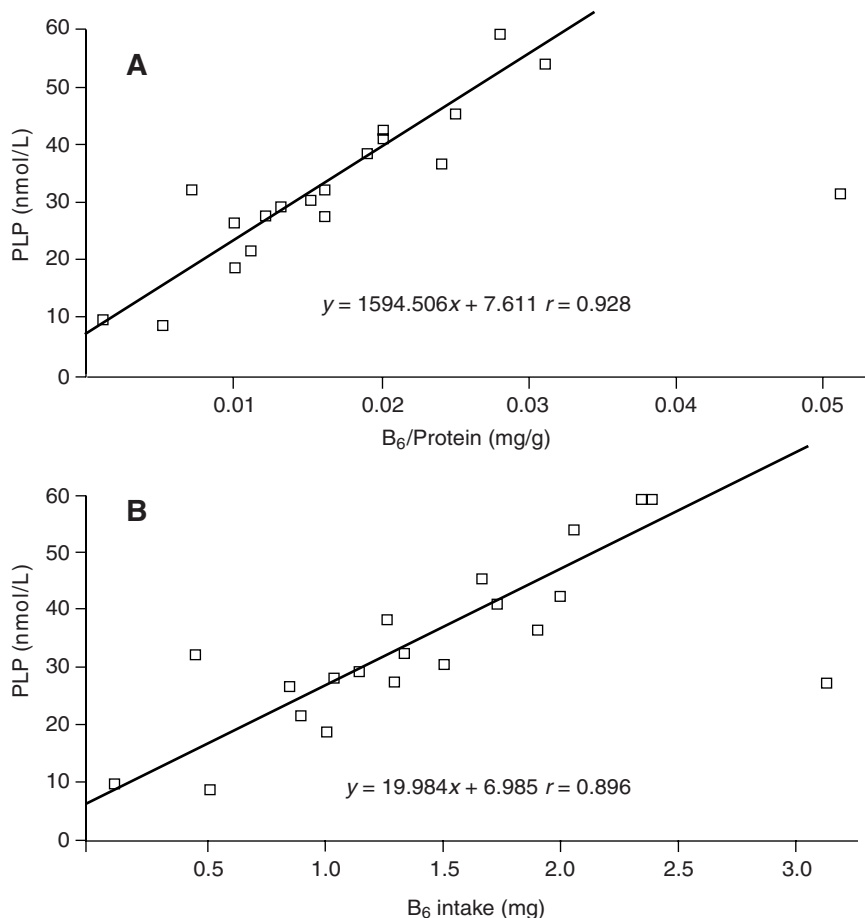 A
60
50
40
30
20
10
0
PLP (nmol/L)
y = 1594.506x + 7.611 r = 0.928
0.01 0.02 0.03 0.04 0.05
B₆/Protein (mg/g)
B
60
50
40
30
20
10
0
PLP (nmol/L)
y = 19.984x + 6.985 r = 0.896
0.5 1.0 1.5 2.0 2.5 3.0
B₆ intake (mg)